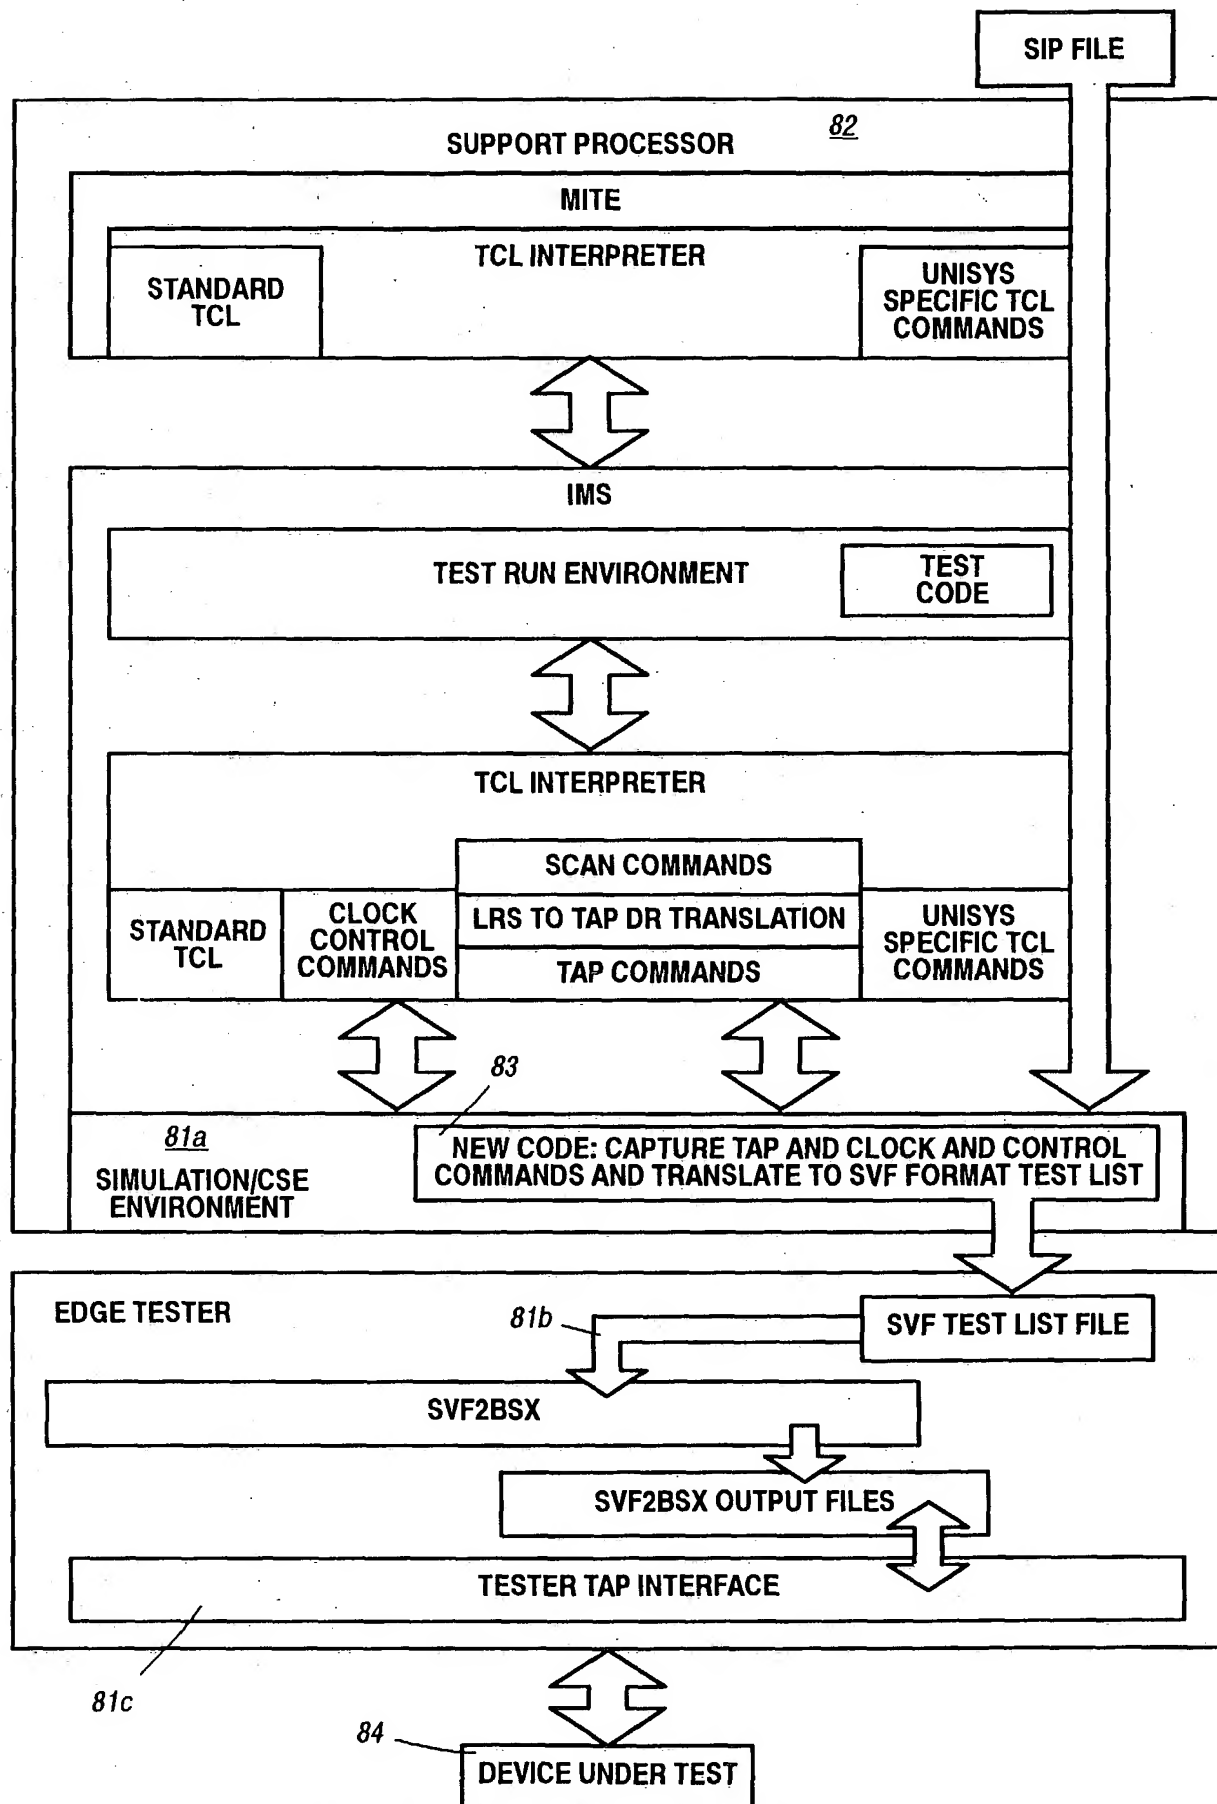 SIP FILE
82
SUPPORT PROCESSOR
MITE
TCL INTERPRETER
STANDARD
TCL
UNISYS
SPECIFIC TCL
COMMANDS
IMS
TEST RUN ENVIRONMENT
TEST
CODE
TCL INTERPRETER
SCAN COMMANDS
LRS TO TAP DR TRANSLATION
TAP COMMANDS
STANDARD
TCL
CLOCK
CONTROL
COMMANDS
UNISYS
SPECIFIC TCL
COMMANDS
83
81a
SIMULATION/CSE
ENVIRONMENT
NEW CODE: CAPTURE TAP AND CLOCK AND CONTROL
COMMANDS AND TRANSLATE TO SVF FORMAT TEST LIST
EDGE TESTER
81b
SVF TEST LIST FILE
SVF2BSX
SVF2BSX OUTPUT FILES
TESTER TAP INTERFACE
81c
84
DEVICE UNDER TEST